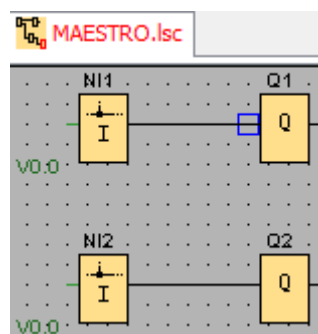 MAESTRO.lsc
NI1 Q1
I Q
V0.0
NI2 Q2
I Q
V0.0